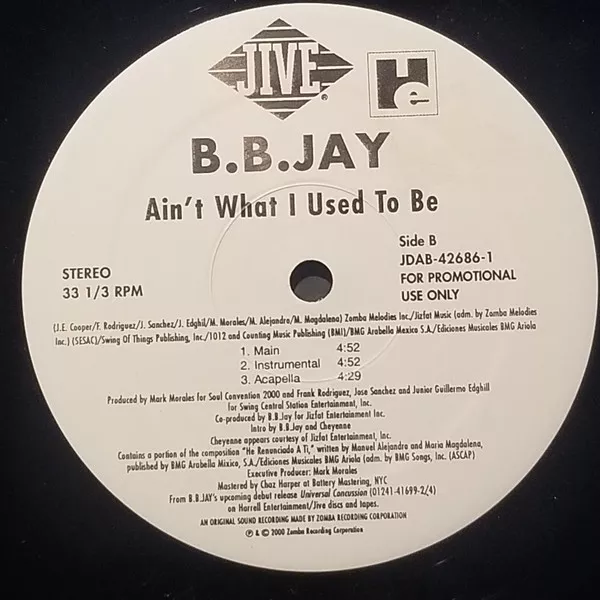 JIVE ®
He
B.B.JAY
Ain't What I Used To Be
STEREO
33 1/3 RPM
Side B
JDAB-42686-1
FOR PROMOTIONAL
USE ONLY
(J.E. Cooper/F. Rodriguez/J. Sanchez/J. Edghil/M. Morales/M. Alejandro/M. Magdalena) Zomba Melodies Inc./Jizfat Music (adm. by Zomba Melodies
Inc.) (SESAC)/Swing Of Things Publishing, Inc./1012 and Counting Music Publishing (BMI)/BMG Arabella Mexico S.A./Ediciones Musicales BMG Ariola
1. Main 4:52
2. Instrumental 4:52
3. Acapella 4:29
Produced by Mark Morales for Soul Convention 2000 and Frank Rodriguez, Jose Sanchez and Junior Guillermo Edghill
for Swing Central Station Entertainment, Inc.
Co-produced by B.B.Jay for Jizfat Entertainment Inc.
Intro by B.B.Jay and Cheyenne
Cheyenne appears courtesy of Jizfat Entertainment, Inc.
Contains a portion of the composition "He Renunciado A Ti," written by Manuel Alejandro and Maria Magdalena,
published by BMG Arabella Mixico, S.A./Ediciones Musicales BMG Ariola (adm. by BMG Songs, Inc. (ASCAP)
Executive Producer: Mark Morales
Mastered by Chaz Harper at Battery Mastering, NYC
From B.B.JAY's upcoming debut release Universal Concussion (01241-41699-2/4)
on Harrell Entertainment/Jive discs and tapes.
AN ORIGINAL SOUND RECORDING MADE BY ZOMBA RECORDING CORPORATION
℗ & © 2000 Zomba Recording Corporation